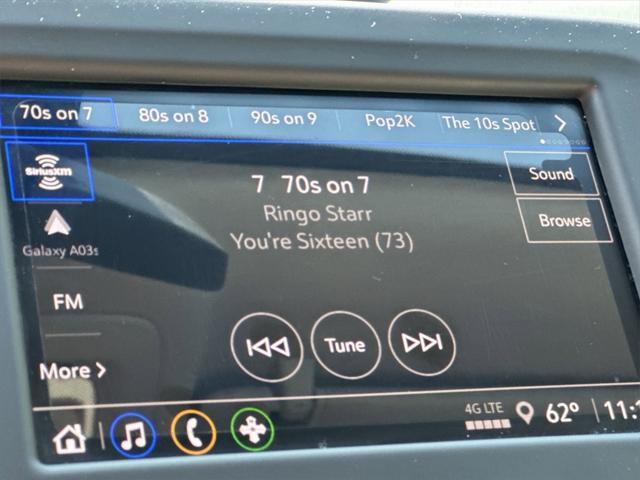 70s on 7
80s on 8
90s on 9
Pop2K
The 10s Spot
SiriusXM
7 70s on 7
Sound
Ringo Starr
Browse
Galaxy A03s
You're Sixteen (73)
FM
Tune
More
4G LTE
62°